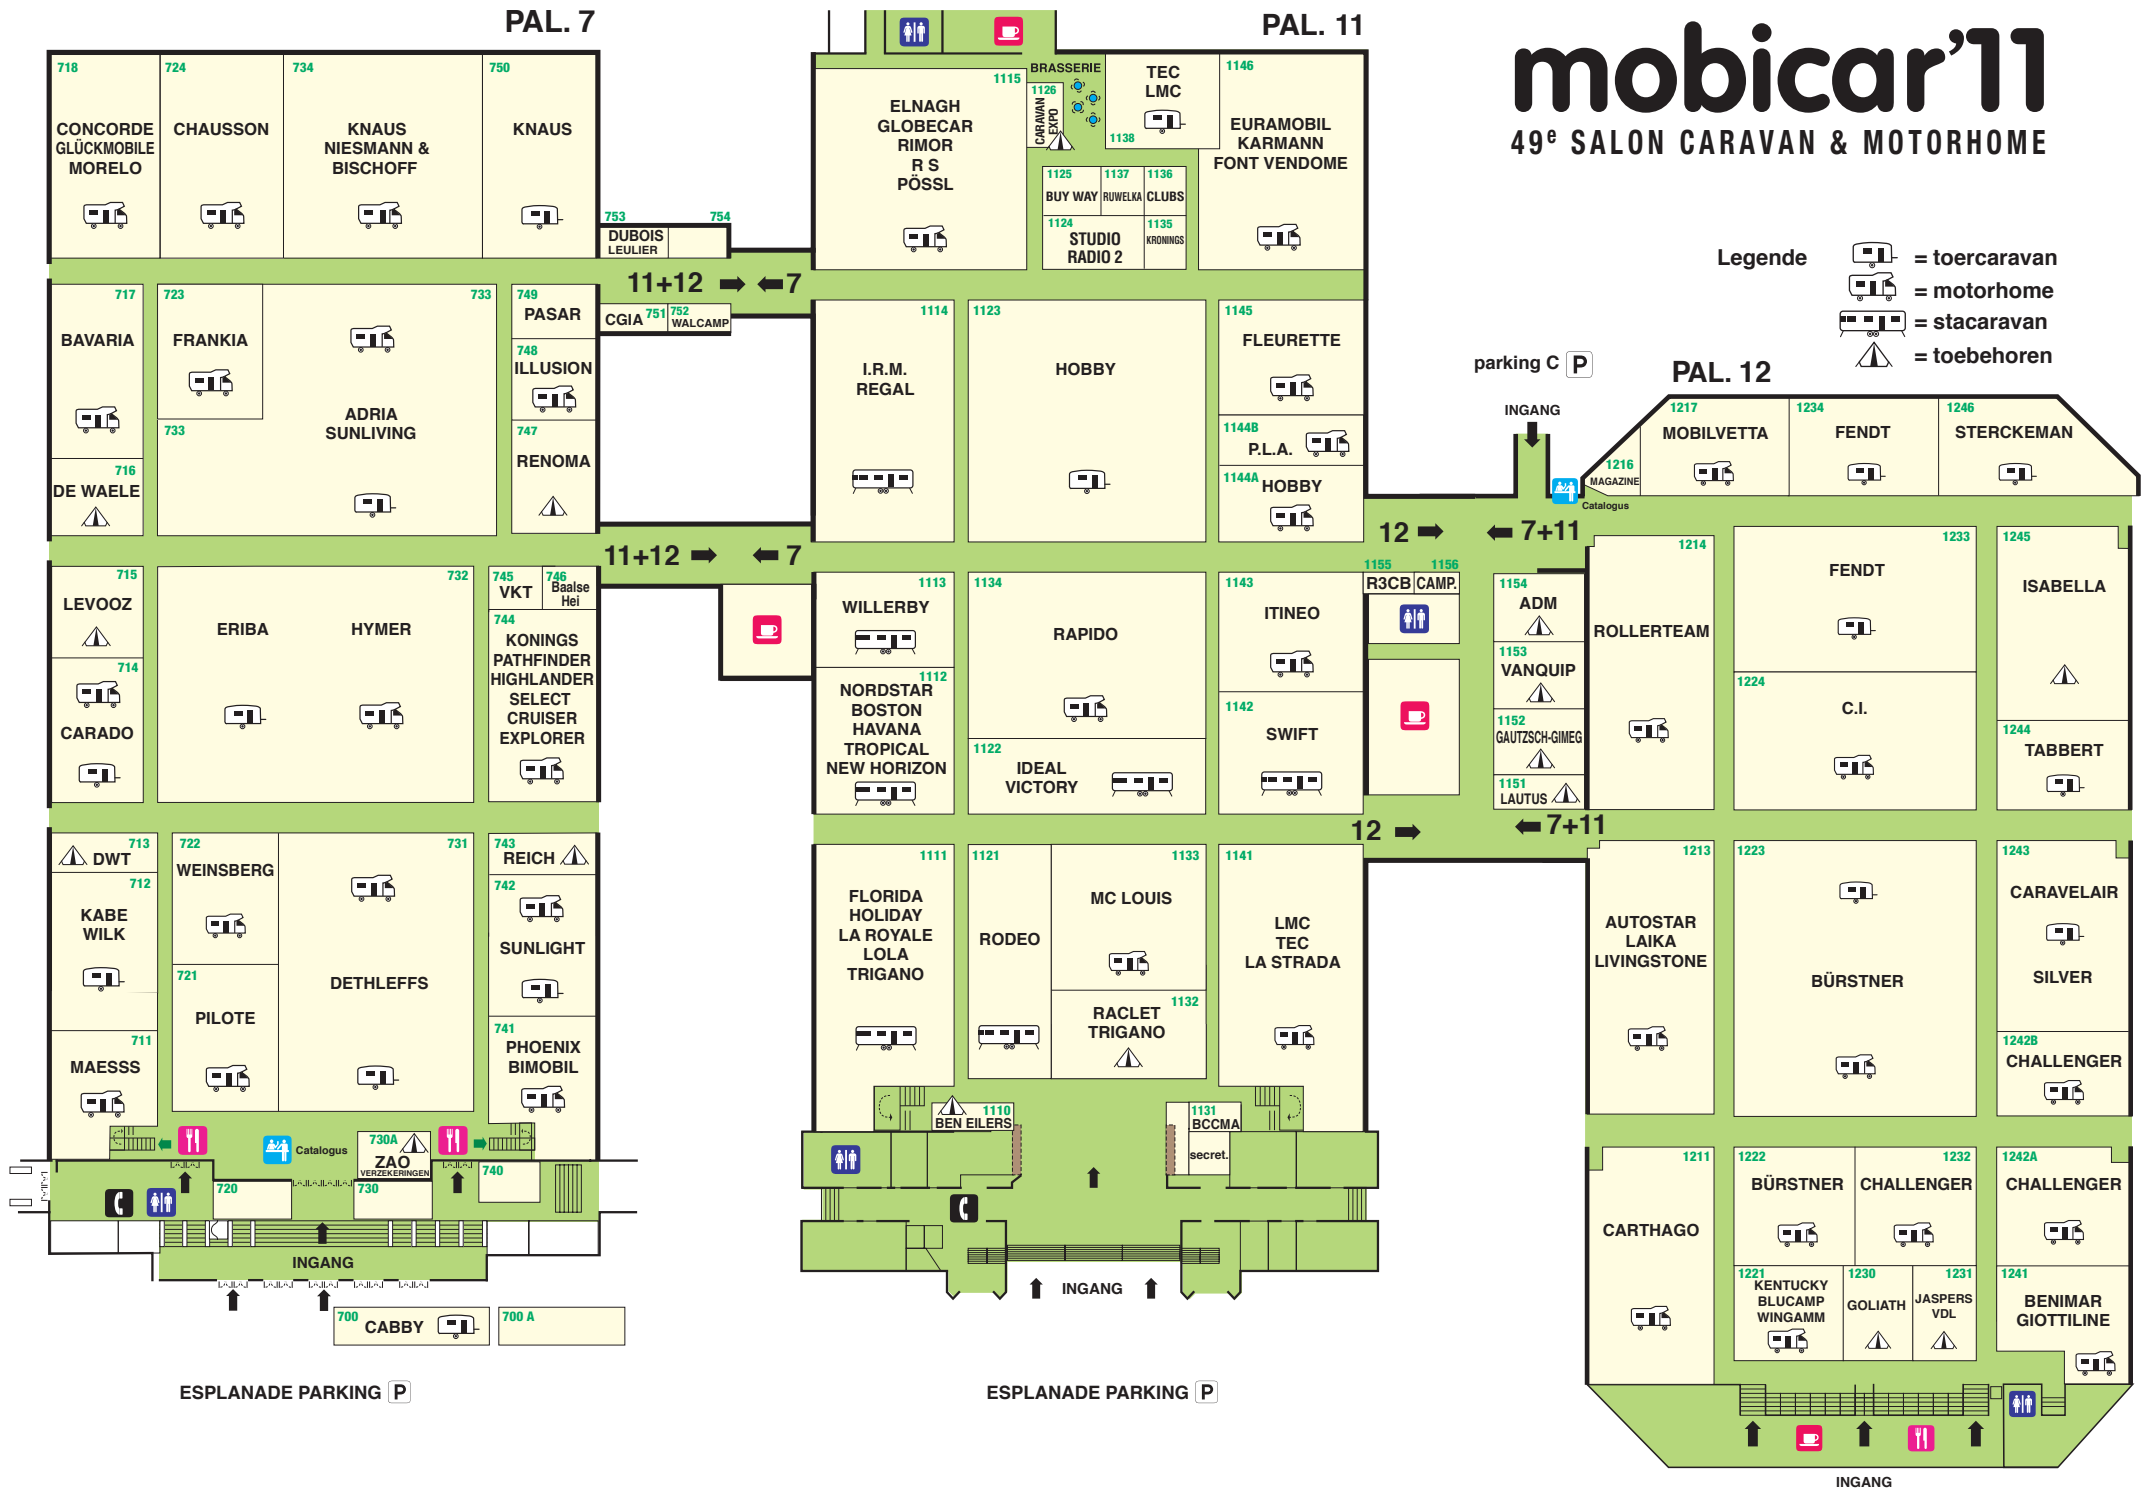 PAL. 7
PAL. 11
mobicar'11
49e SALON CARAVAN & MOTORHOME
Legende
= toercaravan
= motorhome
= stacaravan
= toebehoren
718
CONCORDE
GLÜCKMOBILE
MORELO
724
CHAUSSON
734
KNAUS
NIESMANN &
BISCHOFF
750
KNAUS
753
754
DUBOIS
LEULIER
11+12
7
717
BAVARIA
723
FRANKIA
733
733
ADRIA
SUNLIVING
749
PASAR
748
ILLUSION
747
RENOMA
CGIA 751
752
WALCAMP
716
DE WAELE
11+12
7
715
LEVOOZ
714
CARADO
732
ERIBA
HYMER
745
VKT
746
Baalse
Hei
744
KONINGS
PATHFINDER
HIGHLANDER
SELECT
CRUISER
EXPLORER
713
DWT
712
KABE
WILK
711
MAESSS
722
WEINSBERG
721
PILOTE
731
DETHLEFFS
743
REICH
742
SUNLIGHT
741
PHOENIX
BIMOBIL
Catalogus
730A
ZAO
VERZEKERINGEN
740
720
730
INGANG
700
CABBY
700 A
ESPLANADE PARKING P
1115
ELNAGH
GLOBECAR
RIMOR
R S
PÖSSL
BRASSERIE
1126
CARAVAN
EXPO
TEC
LMC
1138
1146
EURAMOBIL
KARMANN
FONT VENDOME
1125
BUY WAY
1137
RUWELKA
1136
CLUBS
1124
STUDIO
RADIO 2
1135
KRONINGS
1114
I.R.M.
REGAL
1123
HOBBY
1145
FLEURETTE
1144B
P.L.A.
1144A
HOBBY
12
7+11
1113
WILLERBY
1112
NORDSTAR
BOSTON
HAVANA
TROPICAL
NEW HORIZON
1134
RAPIDO
1122
IDEAL
VICTORY
1143
ITINEO
1142
SWIFT
1155
R3CB
1156
CAMP.
1154
ADM
1153
VANQUIP
1152
GAUTZSCH-GIMEG
1151
LAUTUS
12
7+11
1111
FLORIDA
HOLIDAY
LA ROYALE
LOLA
TRIGANO
1121
RODEO
1133
MC LOUIS
1132
RACLET
TRIGANO
1141
LMC
TEC
LA STRADA
1110
BEN EILERS
1131
BCCMA
secret.
INGANG
ESPLANADE PARKING P
parking C P
INGANG
PAL. 12
Catalogus
1216
MAGAZINE
1217
MOBILVETTA
1234
FENDT
1246
STERCKEMAN
1214
ROLLERTEAM
1233
FENDT
1224
C.I.
1245
ISABELLA
1244
TABBERT
1213
AUTOSTAR
LAIKA
LIVINGSTONE
1223
BÜRSTNER
1243
CARAVELAIR
SILVER
1242B
CHALLENGER
1211
CARTHAGO
1222
BÜRSTNER
1232
CHALLENGER
1242A
CHALLENGER
1221
KENTUCKY
BLUCAMP
WINGAMM
1230
GOLIATH
1231
JASPERS
VDL
1241
BENIMAR
GIOTTILINE
INGANG